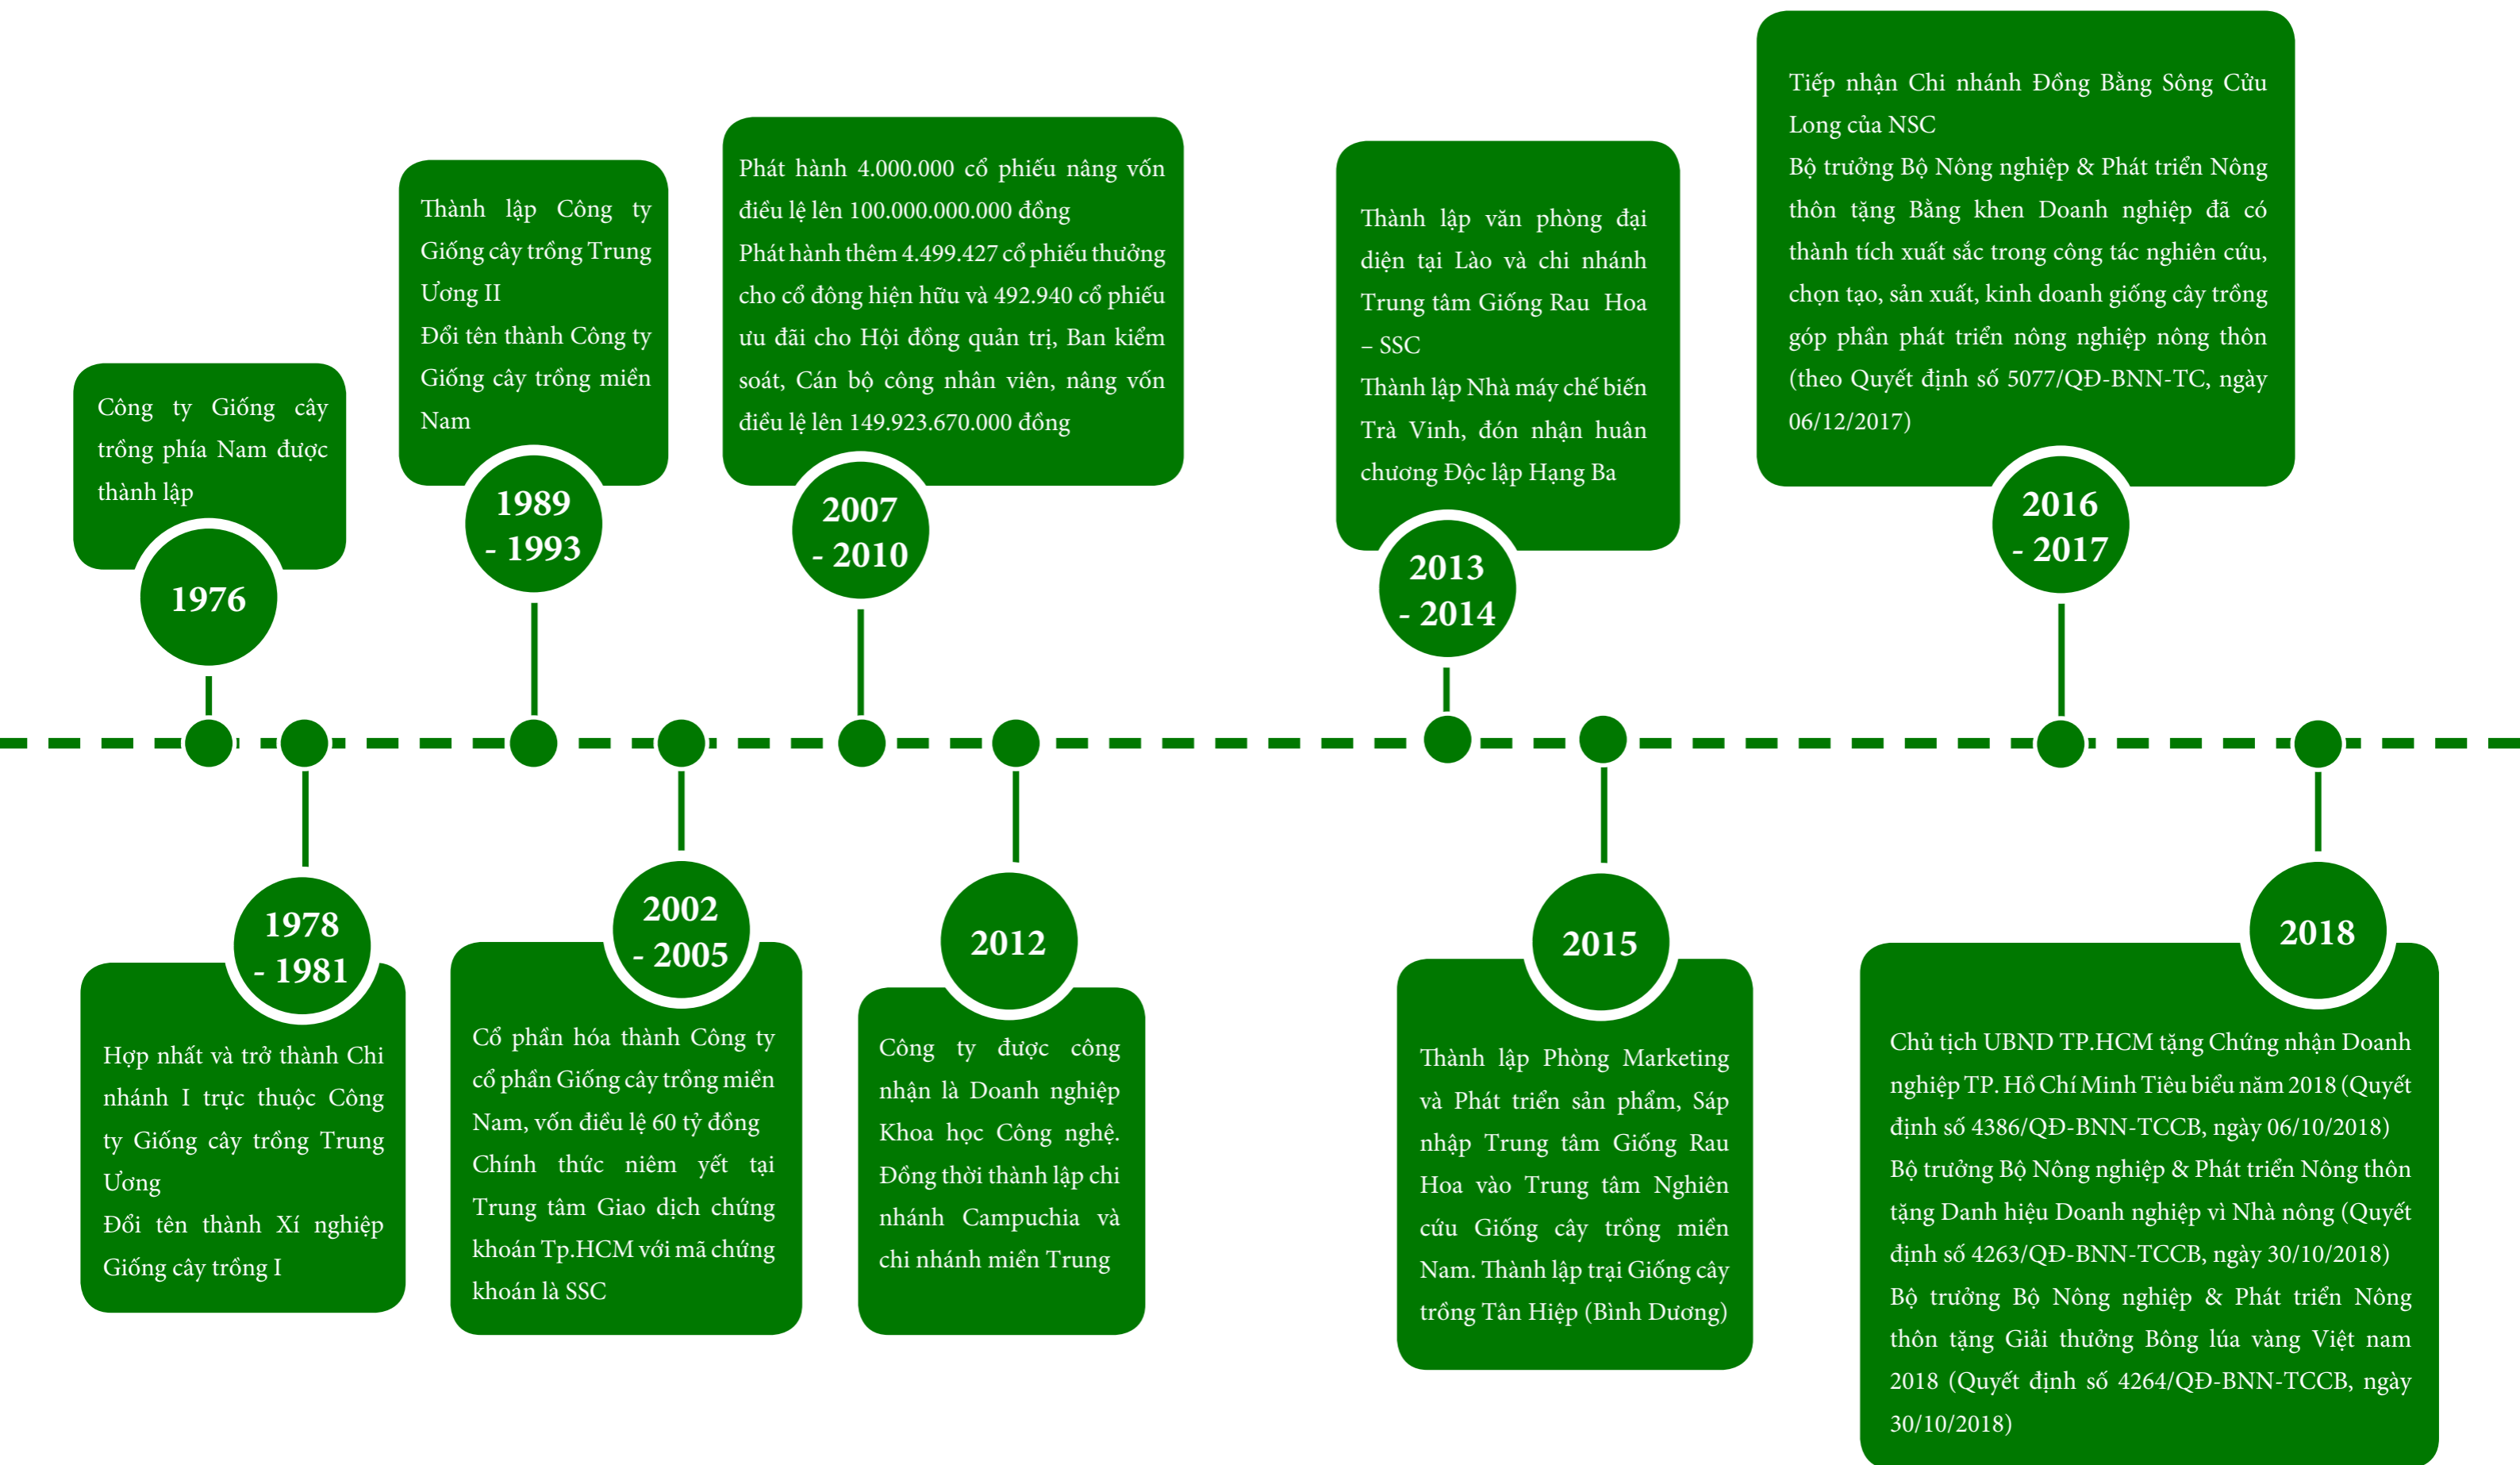 Công ty Giống cây
trồng phía Nam được
thành lập
1976
Hợp nhất và trở thành Chi
nhánh I trực thuộc Công
ty Giống cây trồng Trung
Ương
Đổi tên thành Xí nghiệp
Giống cây trồng I
1978
- 1981
Thành lập Công ty
Giống cây trồng Trung
Ương II
Đổi tên thành Công ty
Giống cây trồng miền
Nam
1989
- 1993
2002
- 2005
Cổ phần hóa thành Công ty
cổ phần Giống cây trồng miền
Nam, vốn điều lệ 60 tỷ đồng
Chính thức niêm yết tại
Trung tâm Giao dịch chứng
khoán Tp.HCM với mã chứng
khoán là SSC
Phát hành 4.000.000 cổ phiếu nâng vốn
điều lệ lên 100.000.000.000 đồng
Phát hành thêm 4.499.427 cổ phiếu thưởng
cho cổ đông hiện hữu và 492.940 cổ phiếu
ưu đãi cho Hội đồng quản trị, Ban kiểm
soát, Cán bộ công nhân viên, nâng vốn
điều lệ lên 149.923.670.000 đồng
2007
- 2010
2012
Công ty được công
nhận là Doanh nghiệp
Khoa học Công nghệ.
Đồng thời thành lập chi
nhánh Campuchia và
chi nhánh miền Trung
Thành lập văn phòng đại
diện tại Lào và chi nhánh
Trung tâm Giống Rau Hoa
– SSC
Thành lập Nhà máy chế biến
Trà Vinh, đón nhận huân
chương Độc lập Hạng Ba
2013
- 2014
2015
Thành lập Phòng Marketing
và Phát triển sản phẩm, Sáp
nhập Trung tâm Giống Rau
Hoa vào Trung tâm Nghiên
cứu Giống cây trồng miền
Nam. Thành lập trại Giống cây
trồng Tân Hiệp (Bình Dương)
Tiếp nhận Chi nhánh Đồng Bằng Sông Cửu
Long của NSC
Bộ trưởng Bộ Nông nghiệp & Phát triển Nông
thôn tặng Bằng khen Doanh nghiệp đã có
thành tích xuất sắc trong công tác nghiên cứu,
chọn tạo, sản xuất, kinh doanh giống cây trồng
góp phần phát triển nông nghiệp nông thôn
(theo Quyết định số 5077/QĐ-BNN-TC, ngày
06/12/2017)
2016
- 2017
2018
Chủ tịch UBND TP.HCM tặng Chứng nhận Doanh
nghiệp TP. Hồ Chí Minh Tiêu biểu năm 2018 (Quyết
định số 4386/QĐ-BNN-TCCB, ngày 06/10/2018)
Bộ trưởng Bộ Nông nghiệp & Phát triển Nông thôn
tặng Danh hiệu Doanh nghiệp vì Nhà nông (Quyết
định số 4263/QĐ-BNN-TCCB, ngày 30/10/2018)
Bộ trưởng Bộ Nông nghiệp & Phát triển Nông
thôn tặng Giải thưởng Bông lúa vàng Việt nam
2018 (Quyết định số 4264/QĐ-BNN-TCCB, ngày
30/10/2018)